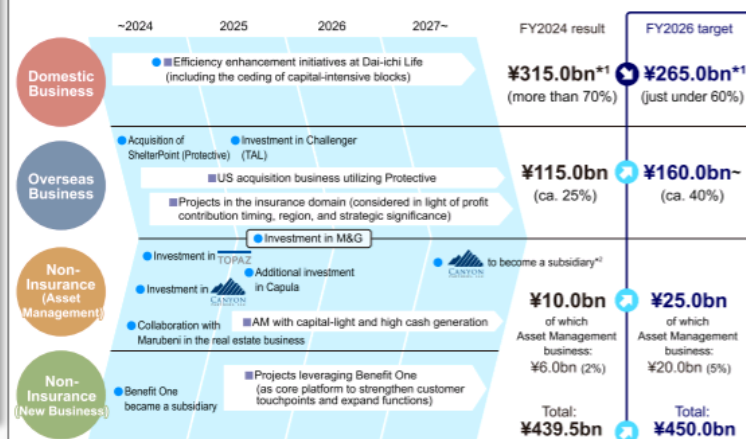 ~2024 2025 2026 2027~ FY2024 result FY2026 target
Domestic
Business
Efficiency enhancement initiatives at Dai-ichi Life
(including the ceding of capital-intensive blocks)
¥315.0bn*1
(more than 70%)
¥265.0bn*1
(just under 60%)
Overseas
Business
Acquisition of
ShelterPoint (Protective)
Investment in Challenger
(TAL)
US acquisition business utilizing Protective
Projects in the insurance domain (considered in light of profit
contribution timing, region, and strategic significance)
¥115.0bn
(ca. 25%)
¥160.0bn~
(ca. 40%)
Investment in M&G
Non-
Insurance
(Asset
Management)
Investment in TOPAZ
Investment in CANYON
Additional investment
in Capula
CANYON to become a subsidiary*2
Collaboration with
Marubeni in the real estate business
AM with capital-light and high cash generation
¥10.0bn
of which
Asset Management
business:
¥6.0bn (2%)
¥25.0bn
of which
Asset Management
business:
¥20.0bn (5%)
Non-
Insurance
(New Business)
Benefit One
became a subsidiary
Projects leveraging Benefit One
(as core platform to strengthen customer
touchpoints and expand functions)
Total:
¥439.5bn
Total:
¥450.0bn